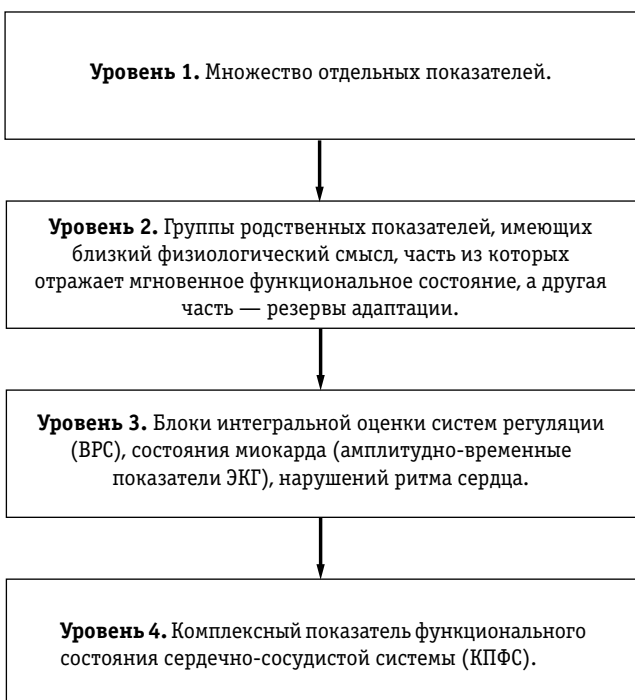 Уровень 1. Множество отдельных показателей.
Уровень 2. Группы родственных показателей, имеющих
близкий физиологический смысл, часть из которых
отражает мгновенное функциональное состояние, а другая
часть — резервы адаптации.
Уровень 3. Блоки интегральной оценки систем регуляции
(ВРС), состояния миокарда (амплитудно-временные
показатели ЭКГ), нарушений ритма сердца.
Уровень 4. Комплексный показатель функционального
состояния сердечно-сосудистой системы (КПФС).